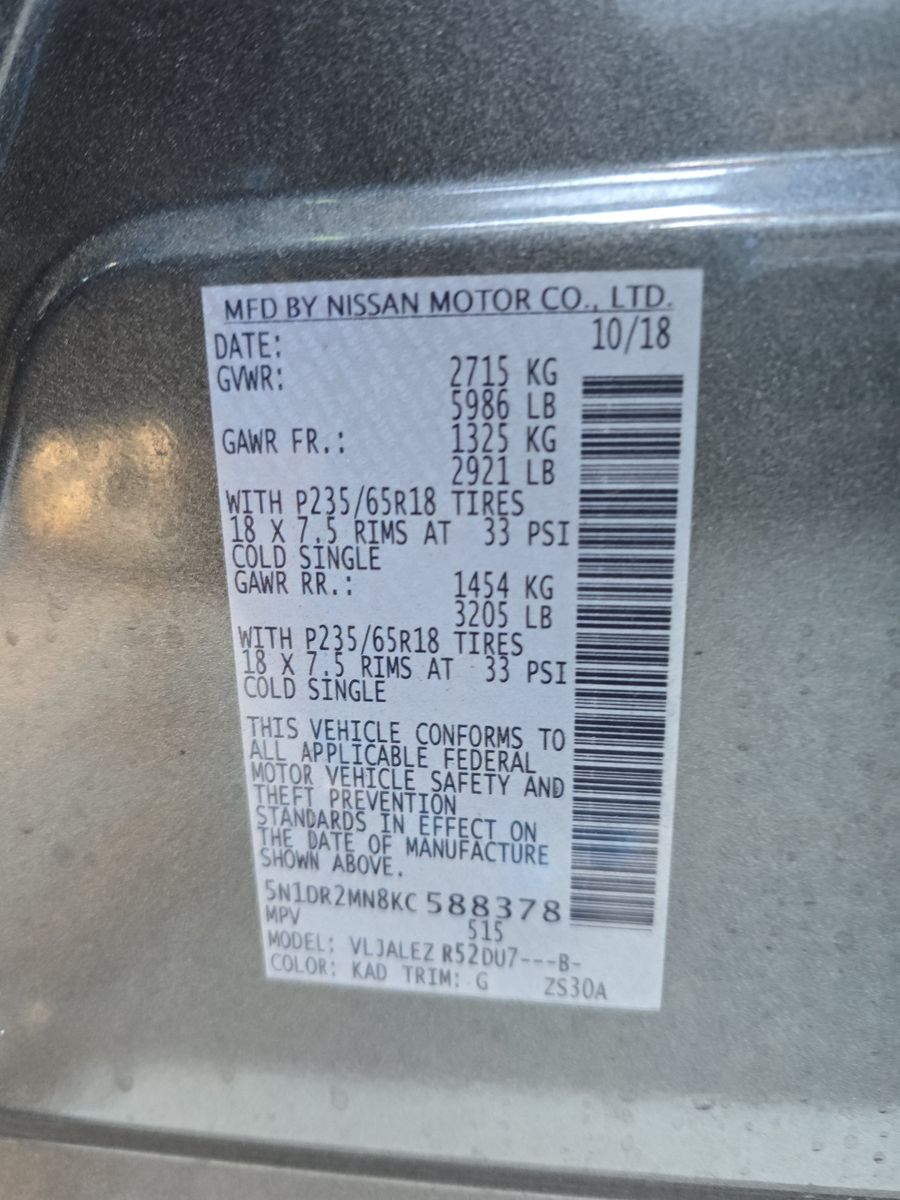 MFD BY NISSAN MOTOR CO., LTD.
DATE: 10/18
GVWR: 2715 KG
5986 LB
GAWR FR.: 1325 KG
2921 LB
WITH P235/65R18 TIRES
18 X 7.5 RIMS AT 33 PSI
COLD SINGLE
GAWR RR.: 1454 KG
3205 LB
WITH P235/65R18 TIRES
18 X 7.5 RIMS AT 33 PSI
COLD SINGLE
THIS VEHICLE CONFORMS TO
ALL APPLICABLE FEDERAL
MOTOR VEHICLE SAFETY AND
THEFT PREVENTION
STANDARDS IN EFFECT ON
THE DATE OF MANUFACTURE
SHOWN ABOVE.
5N1DR2MN8KC 588378
MPV 515
MODEL: VLJALEZ R52DU7---B-
COLOR: KAD TRIM: G ZS30A